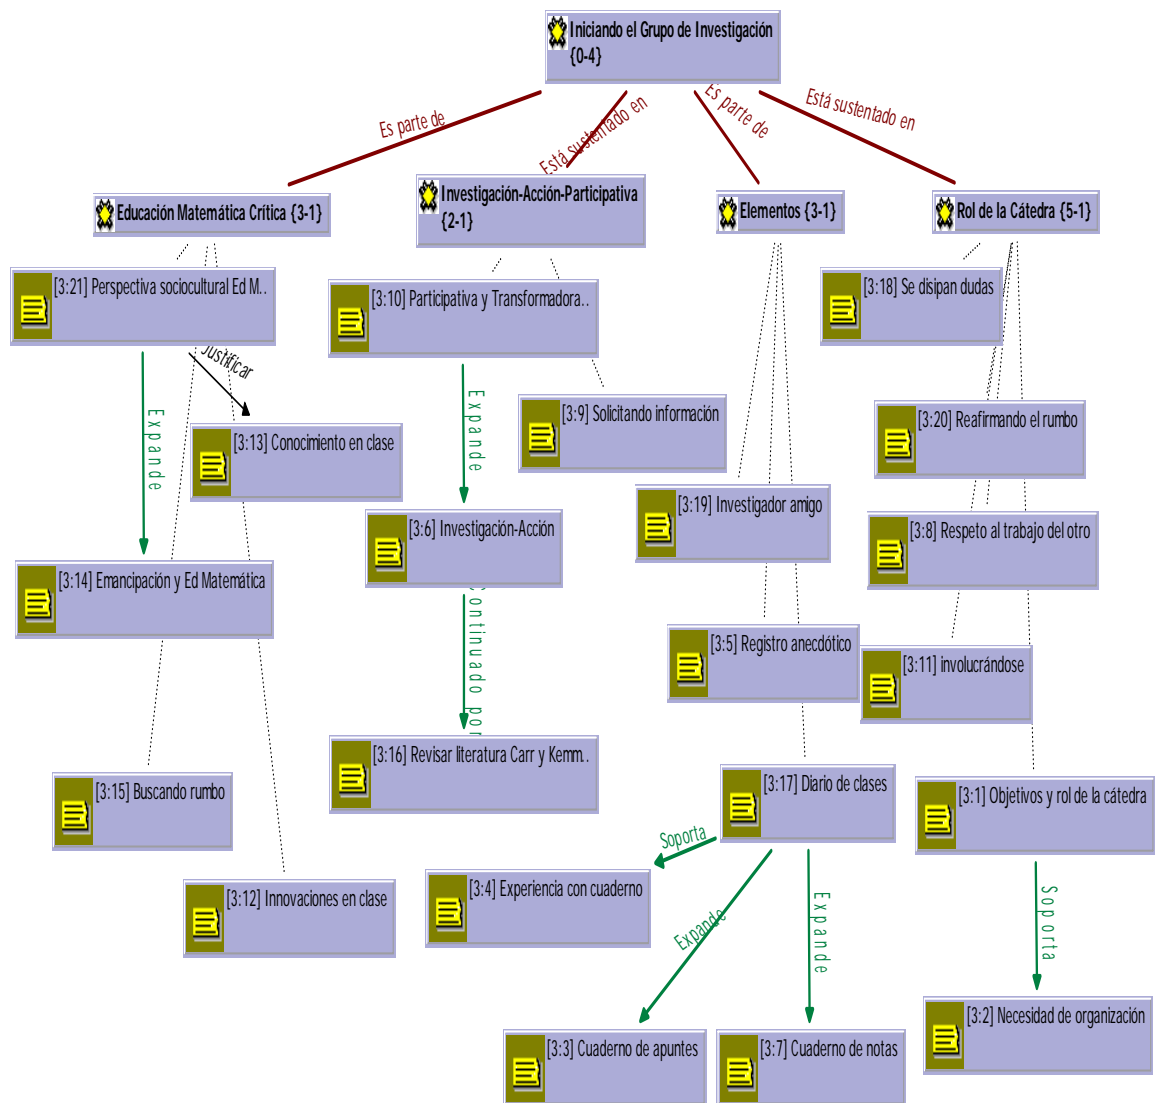 Iniciando el Grupo de Investigación
{0-4}
Es parte de
Está sustentado en
Es parte de
Está sustentado en
Educación Matemática Crítica {3-1}
Investigación-Acción-Participativa
{2-1}
Elementos {3-1}
Rol de la Cátedra {5-1}
[3:21] Perspectiva sociocultural Ed M..
[3:10] Participativa y Transformadora..
[3:18] Se disipan dudas
Justificar
Expande
Expande
[3:9] Solicitando información
[3:20] Reafirmando el rumbo
[3:13] Conocimiento en clase
[3:19] Investigador amigo
[3:6] Investigación-Acción
[3:8] Respeto al trabajo del otro
[3:14] Emancipación y Ed Matemática
Continuado por
[3:5] Registro anecdótico
[3:11] involucrándose
[3:16] Revisar literatura Carr y Kemm..
[3:15] Buscando rumbo
[3:17] Diario de clases
[3:1] Objetivos y rol de la cátedra
Soporta
[3:4] Experiencia con cuaderno
[3:12] Innovaciones en clase
Expande
Expande
Soporta
[3:2] Necesidad de organización
[3:3] Cuaderno de apuntes
[3:7] Cuaderno de notas